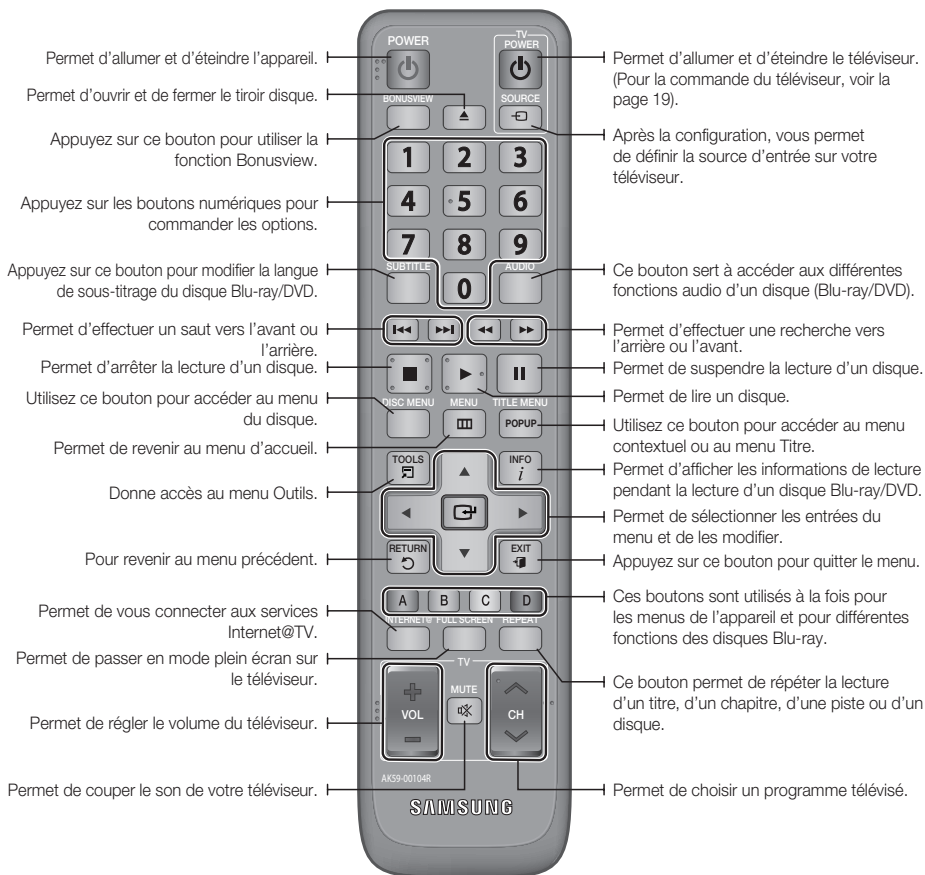 POWER
TV
POWER
BONUSVIEW
SOURCE
1
2
3
4
5
6
7
8
9
SUBTITLE
0
AUDIO
DISC MENU
MENU
TITLE MENU
POPUP
TOOLS
INFO
i
RETURN
EXIT
A
B
C
D
INTERNET@
FULL SCREEN
REPEAT
TV
VOL
MUTE
CH
AK59-00104R
SAMSUNG
Permet d'allumer et d'éteindre l'appareil.
Permet d'ouvrir et de fermer le tiroir disque.
Appuyez sur ce bouton pour utiliser la
fonction Bonusview.
Appuyez sur les boutons numériques pour
commander les options.
Appuyez sur ce bouton pour modifier la langue
de sous-titrage du disque Blu-ray/DVD.
Permet d'effectuer un saut vers l'avant ou
l'arrière.
Permet d'arrêter la lecture d'un disque.
Utilisez ce bouton pour accéder au menu
du disque.
Permet de revenir au menu d'accueil.
Donne accès au menu Outils.
Pour revenir au menu précédent.
Permet de vous connecter aux services
Internet@TV.
Permet de passer en mode plein écran sur
le téléviseur.
Permet de régler le volume du téléviseur.
Permet de couper le son de votre téléviseur.
Permet d'allumer et d'éteindre le téléviseur.
(Pour la commande du téléviseur, voir la
page 19).
Après la configuration, vous permet
de définir la source d'entrée sur votre
téléviseur.
Ce bouton sert à accéder aux différentes
fonctions audio d'un disque (Blu-ray/DVD).
Permet d'effectuer une recherche vers
l'arrière ou l'avant.
Permet de suspendre la lecture d'un disque.
Permet de lire un disque.
Utilisez ce bouton pour accéder au menu
contextuel ou au menu Titre.
Permet d'afficher les informations de lecture
pendant la lecture d'un disque Blu-ray/DVD.
Permet de sélectionner les entrées du
menu et de les modifier.
Appuyez sur ce bouton pour quitter le menu.
Ces boutons sont utilisés à la fois pour
les menus de l'appareil et pour différentes
fonctions des disques Blu-ray.
Ce bouton permet de répéter la lecture
d'un titre, d'un chapitre, d'une piste ou d'un
disque.
Permet de choisir un programme télévisé.